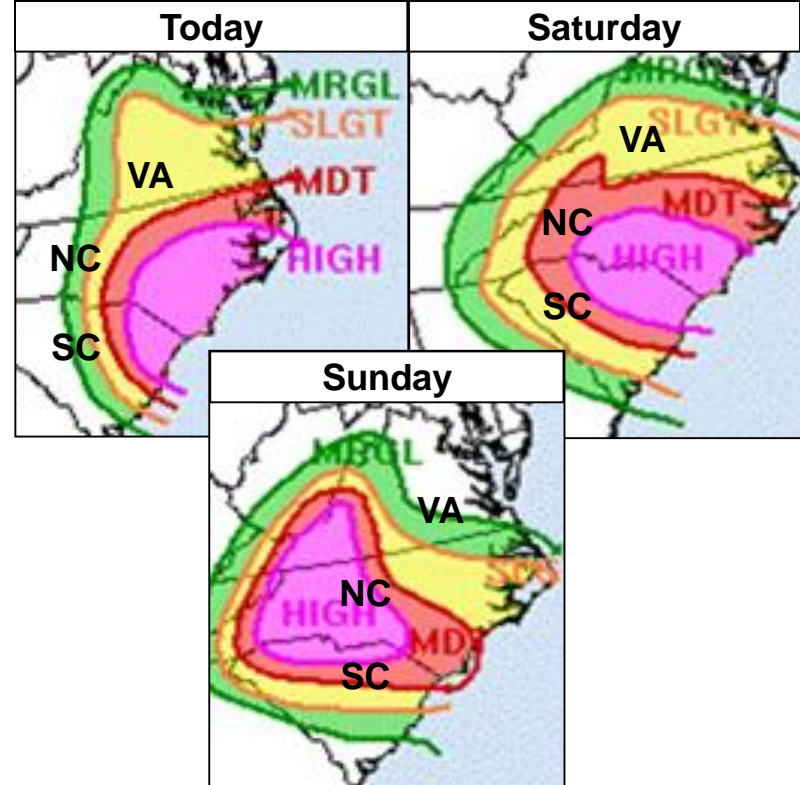 Today
MRGL
SLGT
VA
MDT
NC
HIGH
SC
Saturday
MRGL
SLGT
VA
MDT
NC
HIGH
SC
Sunday
MRGL
VA
NC
HIGH
MDT
SC